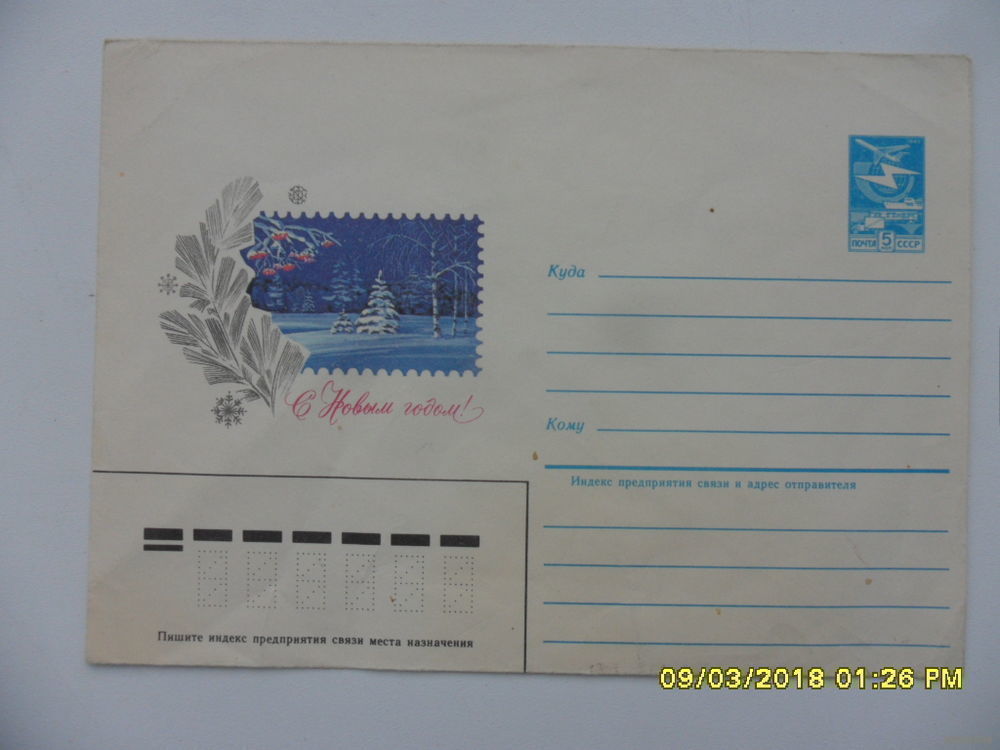 ПОЧТА 5 СССР
Куда
С Новым годом!
Кому
Индекс предприятия связи и адрес отправителя
Пишите индекс предприятия связи места назначения
09/03/2018 01:26 PM